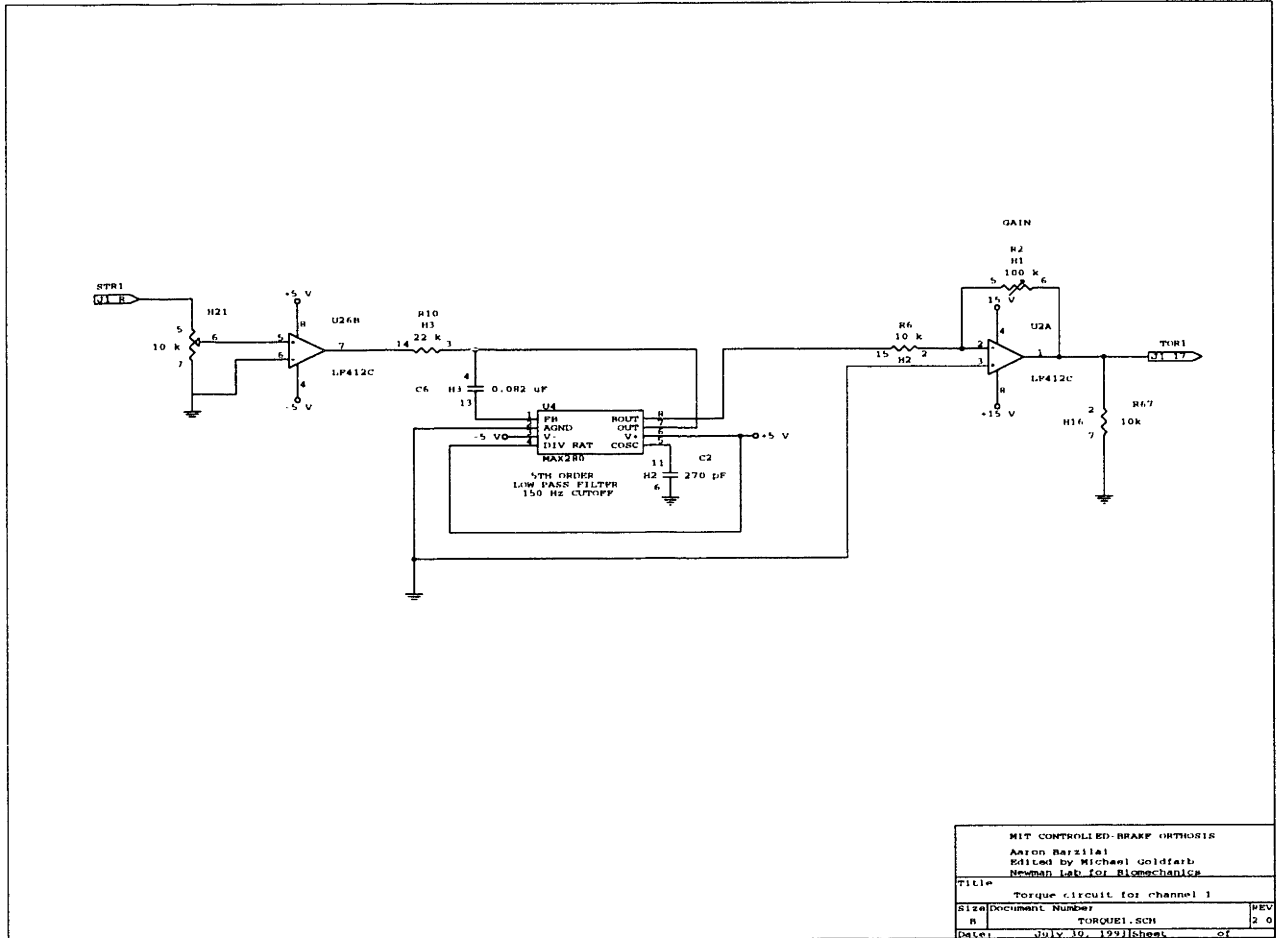 GAIN
R2
H1
100 k
5 6
15 V
4
U2A
2
3
1
LF412C
8
+15 V
TOR1
J1 17
R6
10 k
15 2
H2
2
R67
H16
10k
7
STR1
J1 R
H21
5
6
10 k
7
+5 V
8
U26B
5
6
7
LF412C
4
-5 V
R10
H3
22 k
14 3
4
C6 H3 0.082 uF
13
U4
1 FB
2 AGND
3 V-
4 DIV RAT
BOUT 8
OUT 7
V+ 6
COSC 5
-5 V
+5 V
MAX280
5TH ORDER
LOW PASS FILTER
150 Hz CUTOFF
C2
11
H2 270 pF
6
MIT CONTROLLED-BRAKE ORTHOSIS
Aaron Barzilai
Edited by Michael Goldfarb
Newman Lab for Biomechanics
Title
Torque circuit for channel 1
Size Document Number REV
TORQUE1.SCH 2.0
Date: July 30, 1993 Sheet of